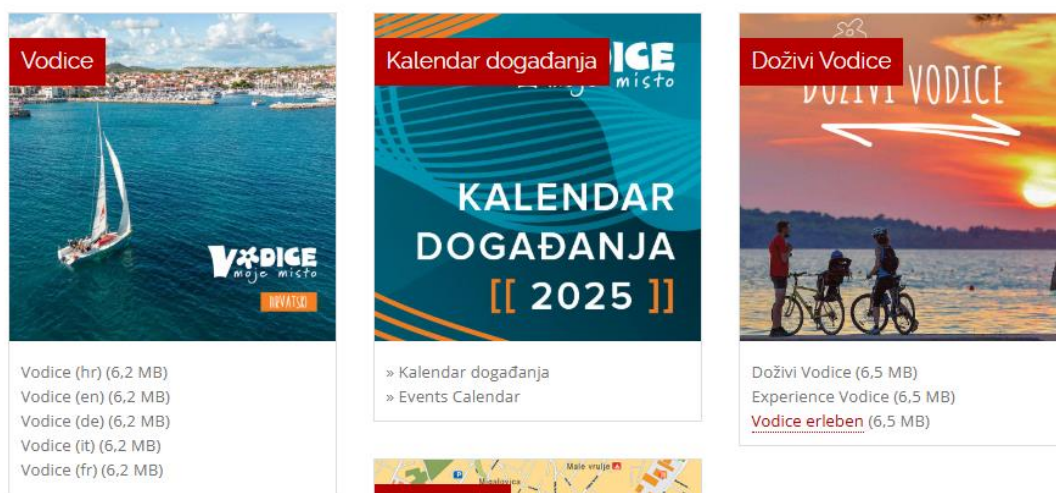 Vodice
VODICE
moje misto
HRVATSKI
Vodice (hr) (6,2 MB)
Vodice (en) (6,2 MB)
Vodice (de) (6,2 MB)
Vodice (it) (6,2 MB)
Vodice (fr) (6,2 MB)
Kalendar događanja
misto
KALENDAR
DOGAĐANJA
[[ 2025 ]]
» Kalendar događanja
» Events Calendar
Male vrulje
Doživi Vodice
DOŽIVI VODICE
Doživi Vodice (6,5 MB)
Experience Vodice (6,5 MB)
Vodice erleben (6,5 MB)